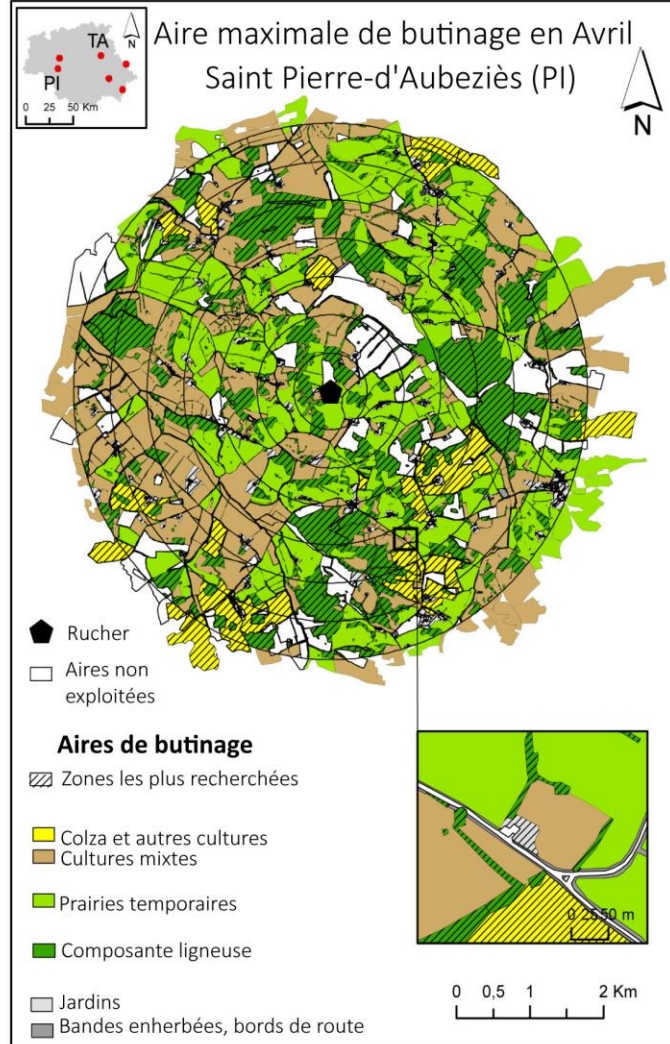 Aire maximale de butinage en Avril
Saint Pierre-d'Aubeziès (PI)
TA
N
PI
0 25 50 Km
N
Rucher
Aires non
exploitées
Aires de butinage
Zones les plus recherchées
Colza et autres cultures
Cultures mixtes
Prairies temporaires
Composante ligneuse
Jardins
Bandes enherbées, bords de route
0 2550 m
0 0,5 1 2 Km